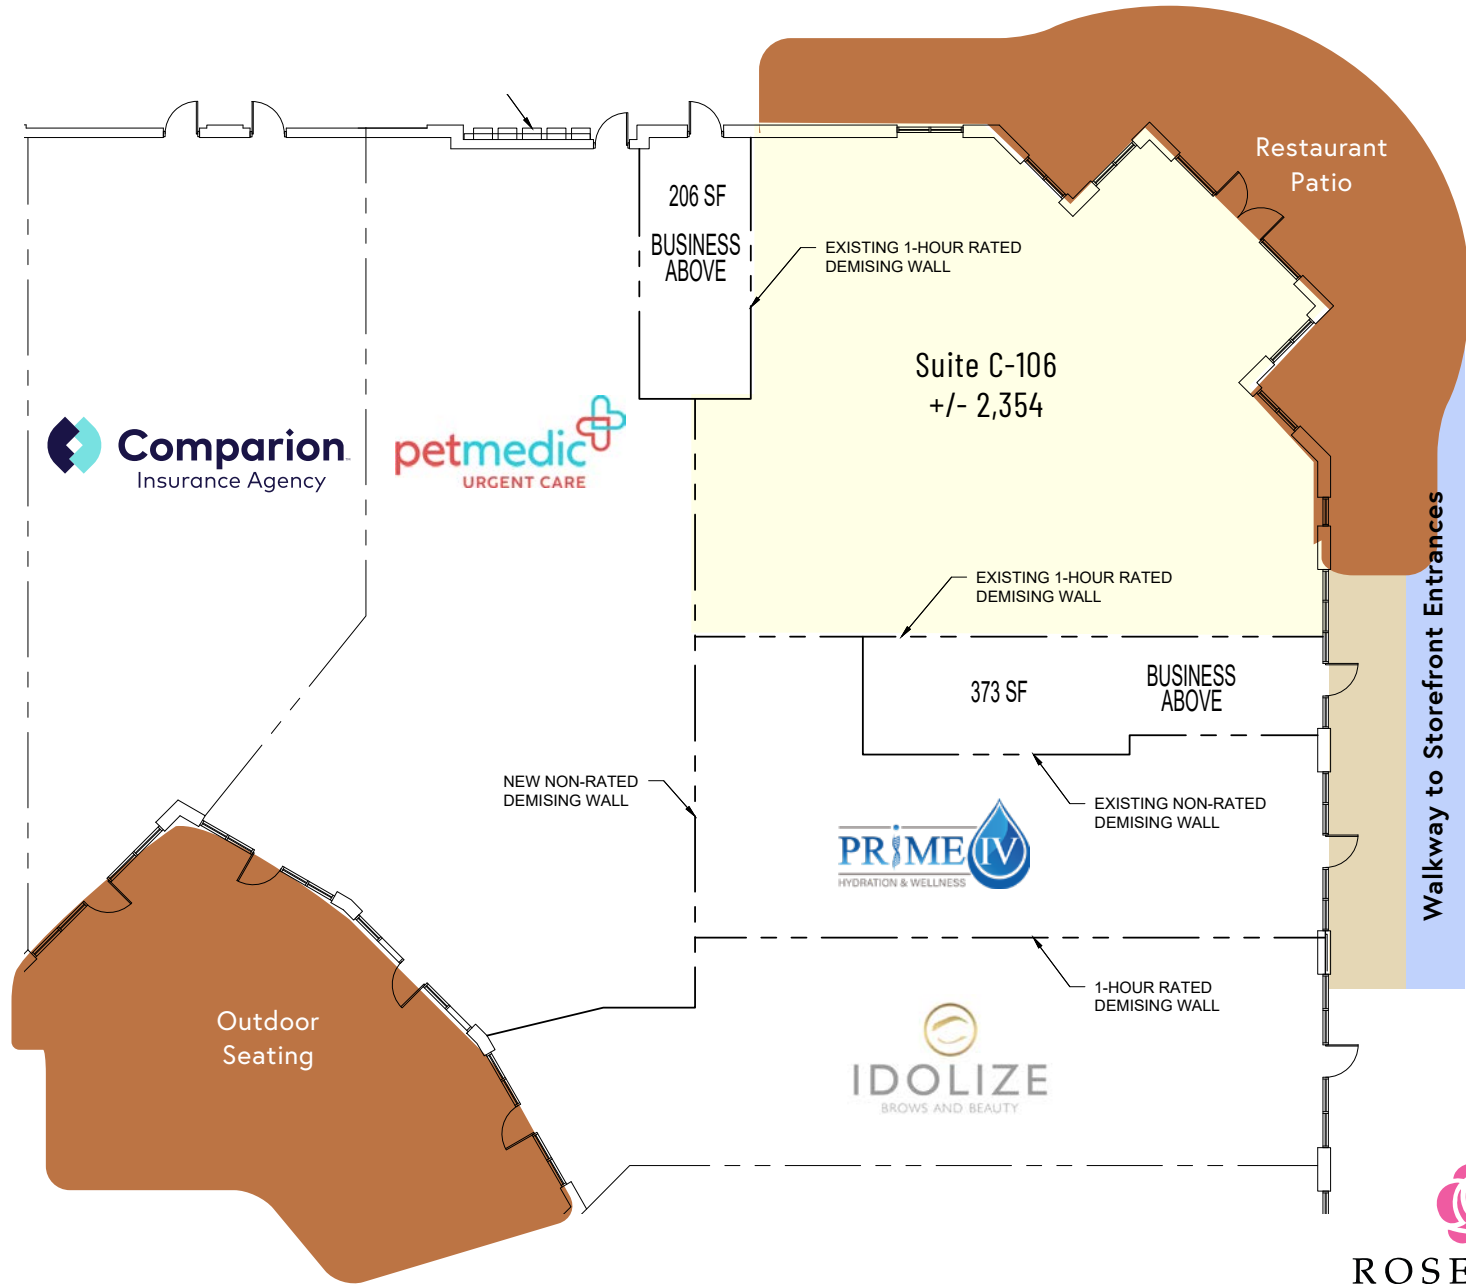 Restaurant
Patio
206 SF
BUSINESS
ABOVE
EXISTING 1-HOUR RATED
DEMISING WALL
Suite C-106
+/- 2,354
Comparion
Insurance Agency
petmedic
URGENT CARE
Walkway to Storefront Entrances
EXISTING 1-HOUR RATED
DEMISING WALL
373 SF
BUSINESS
ABOVE
NEW NON-RATED
DEMISING WALL
EXISTING NON-RATED
DEMISING WALL
PRIME IV
HYDRATION & WELLNESS
1-HOUR RATED
DEMISING WALL
Outdoor
Seating
IDOLIZE
BROWS AND BEAUTY